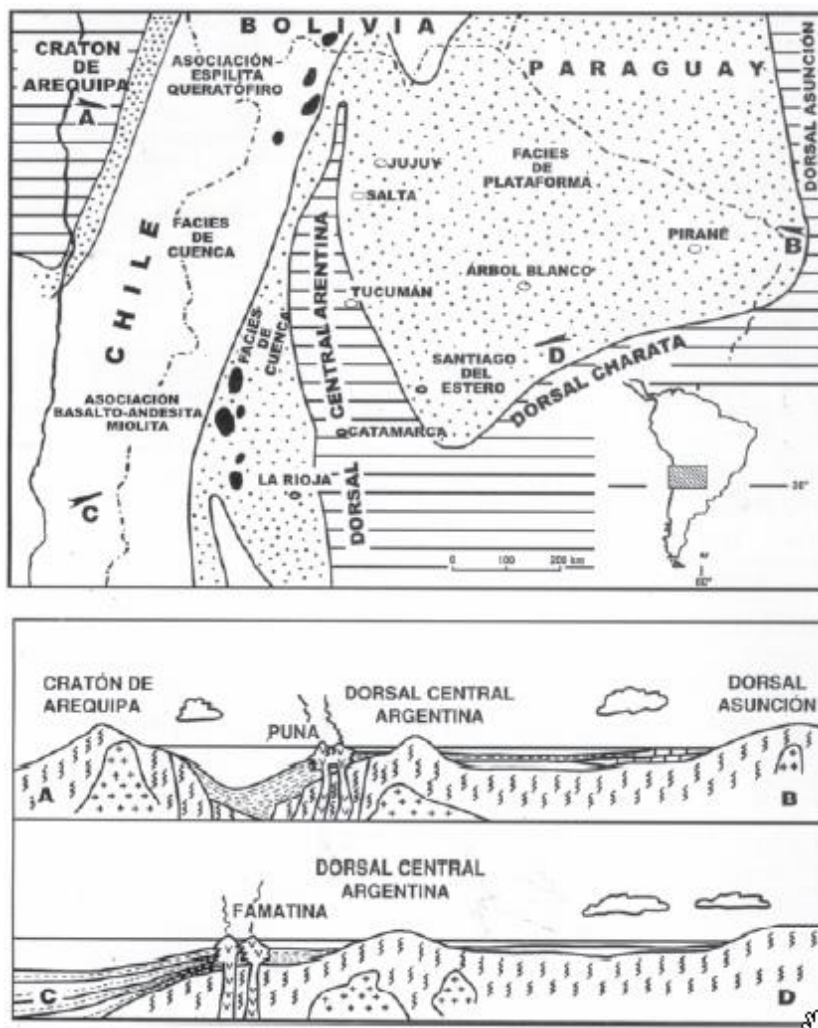 BOLIVIA
CRATON
DE
AREQUIPA
A
ASOCIACIÓN
ESPILITA
QUERATÓFIRO
PARAGUAY
DORSAL ASUNCIÓN
JUJUY
SALTA
FACIES
DE
PLATAFORMA
FACIES
DE
CUENCA
CHILE
PIRANÉ
B
ÁRBOL BLANCO
TUCUMÁN
FACIES
DE
CUENCA
CENTRAL ARENTINA
DORSAL
D
SANTIAGO
DEL
ESTERO
DORSAL CHARATA
ASOCIACIÓN
BASALTO-ANDESITA
MIOLITA
CATAMARCA
LA RIOJA
C
0 100 200 km
60°
CRATÓN DE
AREQUIPA
PUNA
DORSAL CENTRAL
ARGENTINA
DORSAL
ASUNCIÓN
A
B
DORSAL CENTRAL
ARGENTINA
FAMATINA
C
D